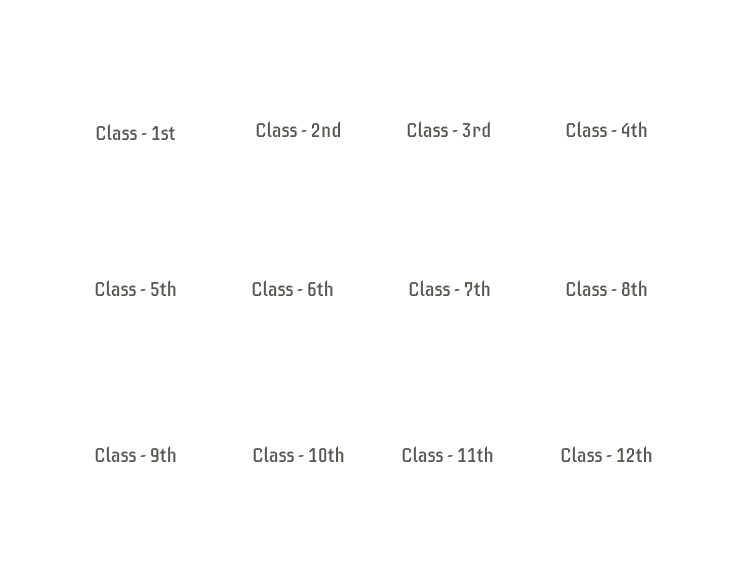 Class - 1st
Class - 2nd
Class - 3rd
Class - 4th
Class - 5th
Class - 6th
Class - 7th
Class - 8th
Class - 9th
Class - 10th
Class - 11th
Class - 12th